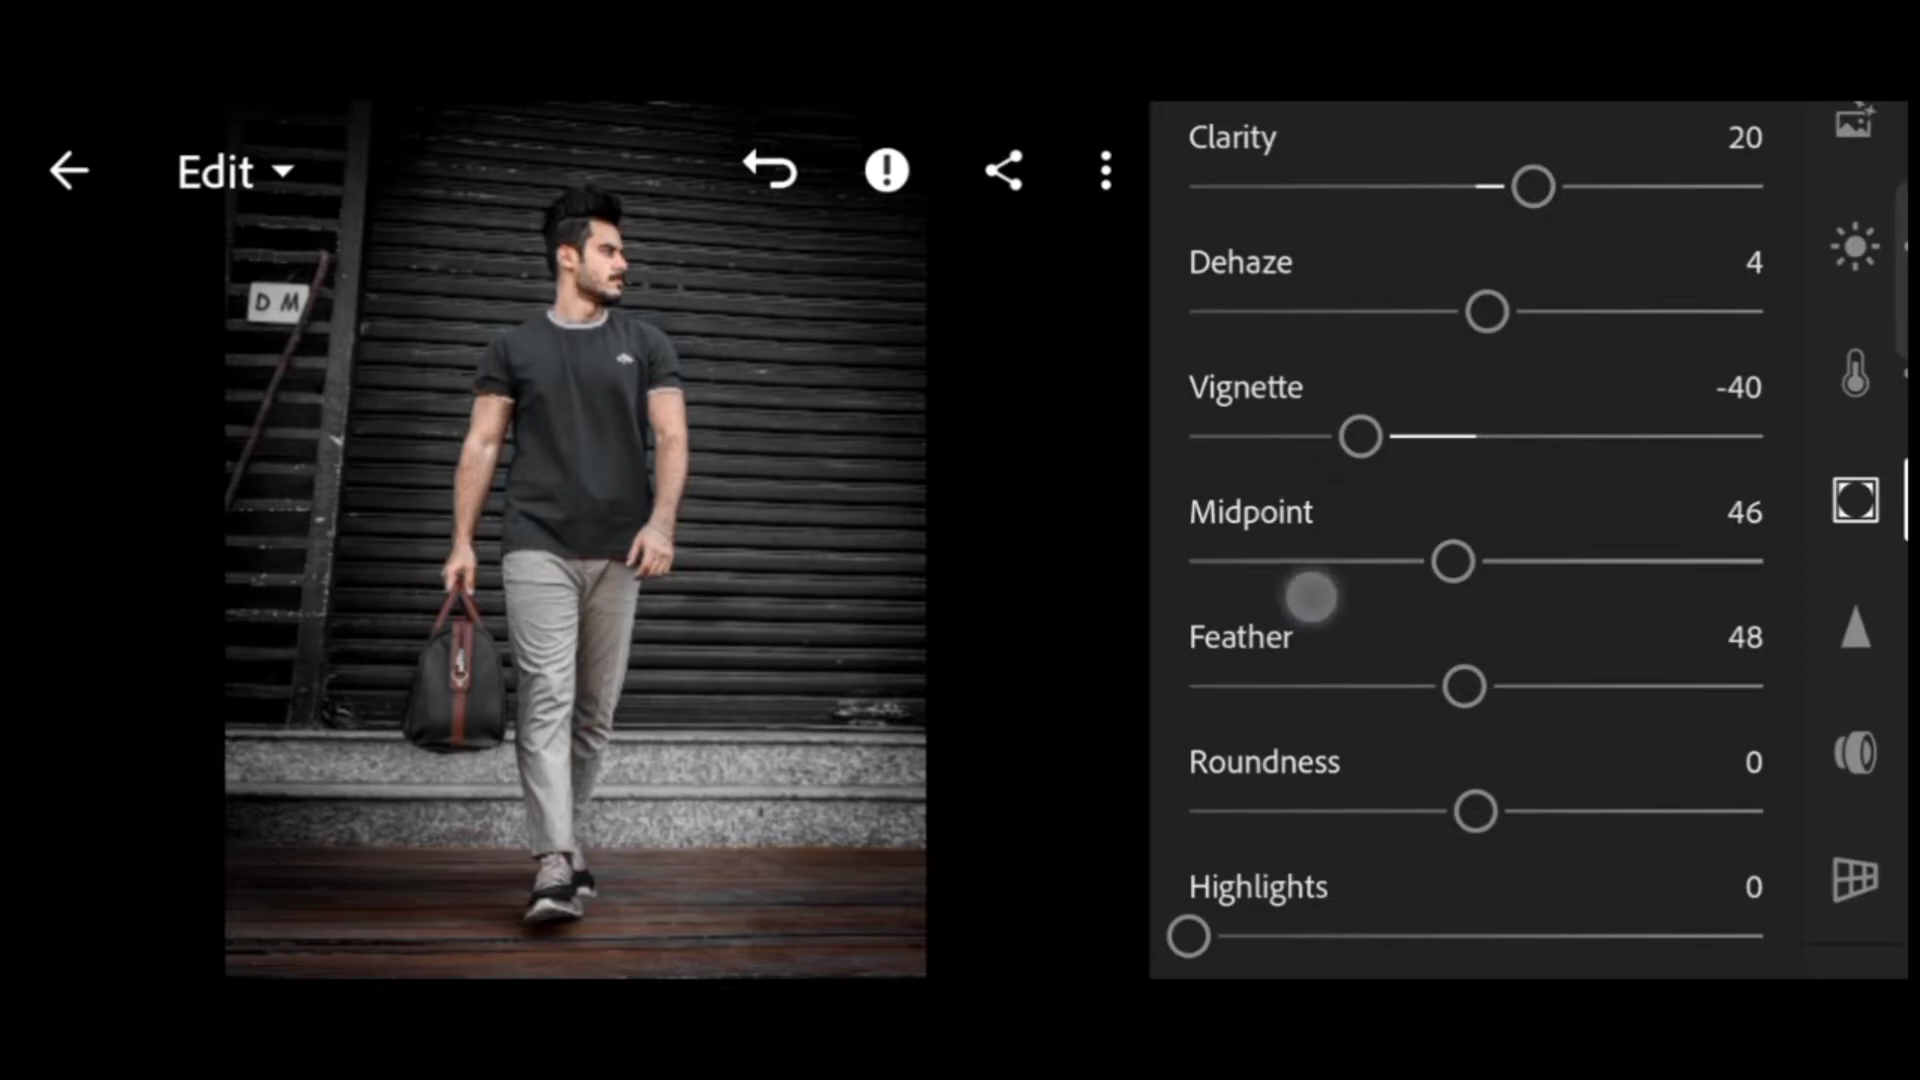 Edit
D M
Clarity 20
Dehaze 4
Vignette -40
Midpoint 46
Feather 48
Roundness 0
Highlights 0